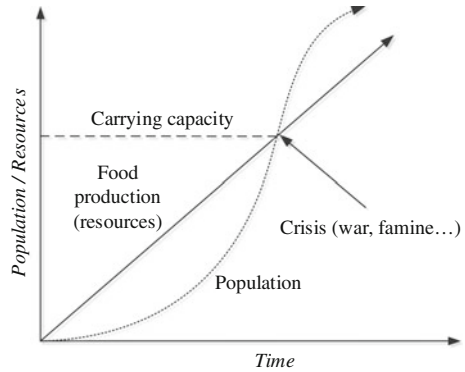 Population / Resources
Carrying capacity
Food
production
(resources)
Crisis (war, famine…)
Population
Time